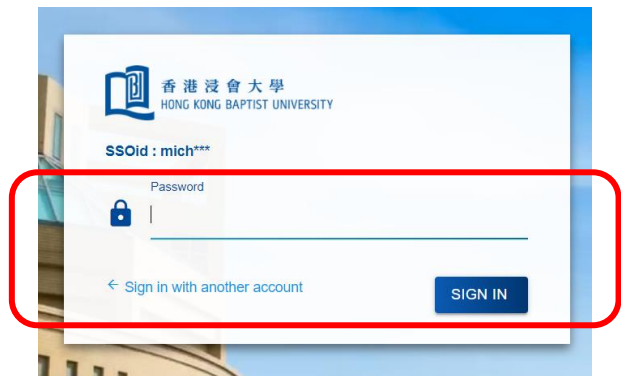 香港浸會大學
HONG KONG BAPTIST UNIVERSITY
SSOid : mich***
Password
← Sign in with another account
SIGN IN